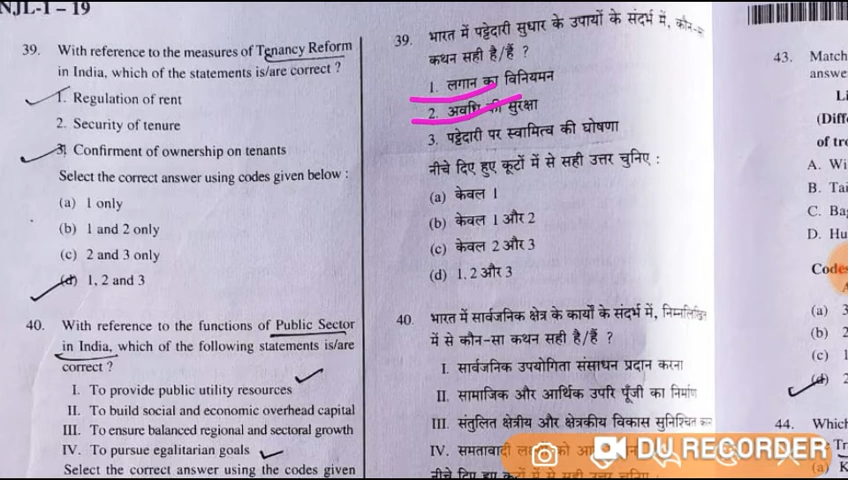 NJL-1 – 19
39. With reference to the measures of Tenancy Reform
in India, which of the statements is/are correct ?
1. Regulation of rent
2. Security of tenure
3. Confirment of ownership on tenants
Select the correct answer using codes given below :
(a) 1 only
(b) 1 and 2 only
(c) 2 and 3 only
(d) 1, 2 and 3
40. With reference to the functions of Public Sector
in India, which of the following statements is/are
correct ?
I. To provide public utility resources
II. To build social and economic overhead capital
III. To ensure balanced regional and sectoral growth
IV. To pursue egalitarian goals
Select the correct answer using the codes given
39. भारत में पट्टेदारी सुधार के उपायों के संदर्भ में,
कथन सही है/हैं ?
1. लगान का विनियमन
2. अवधि की सुरक्षा
3. पट्टेदारी पर स्वामित्व की घोषणा
नीचे दिए हुए कूटों में से सही उत्तर चुनिए :
(a) केवल 1
(b) केवल 1 और 2
(c) केवल 2 और 3
(d) 1, 2 और 3
40. भारत में सार्वजनिक क्षेत्र के कार्यों के संदर्भ में, निम्नलिखित
में से कौन-सा कथन सही है/हैं ?
I. सार्वजनिक उपयोगिता संसाधन प्रदान करना
II. सामाजिक और आर्थिक उपरि पूँजी का निर्माण
III. संतुलित क्षेत्रीय और क्षेत्रकीय विकास सुनिश्चित
IV. समतावादी
नीचे दिए हुए कूटों में से सही उत्तर चुनिए :
43. Match
answe
Li
(Diff
of tr
A. Wi
B. Tai
C. Ba
D. Hu
Code
(a) 3
(b) 2
(c) 1
(d) 2
44. Which
Tr
(a) K
DU RECORDER